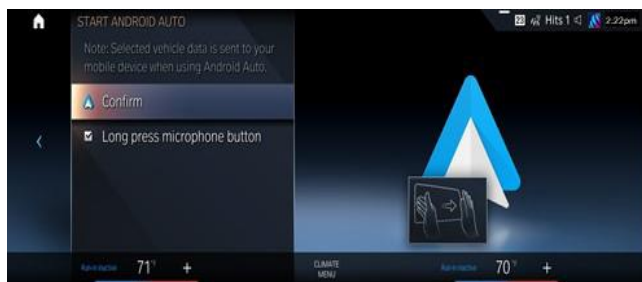 START ANDROID AUTO
23 Hits 1 2:22pm
Note: Selected vehicle data is sent to your
mobile device when using Android Auto.
Confirm
Long press microphone button
71°F +
CLIMATE
MENU
70°F +